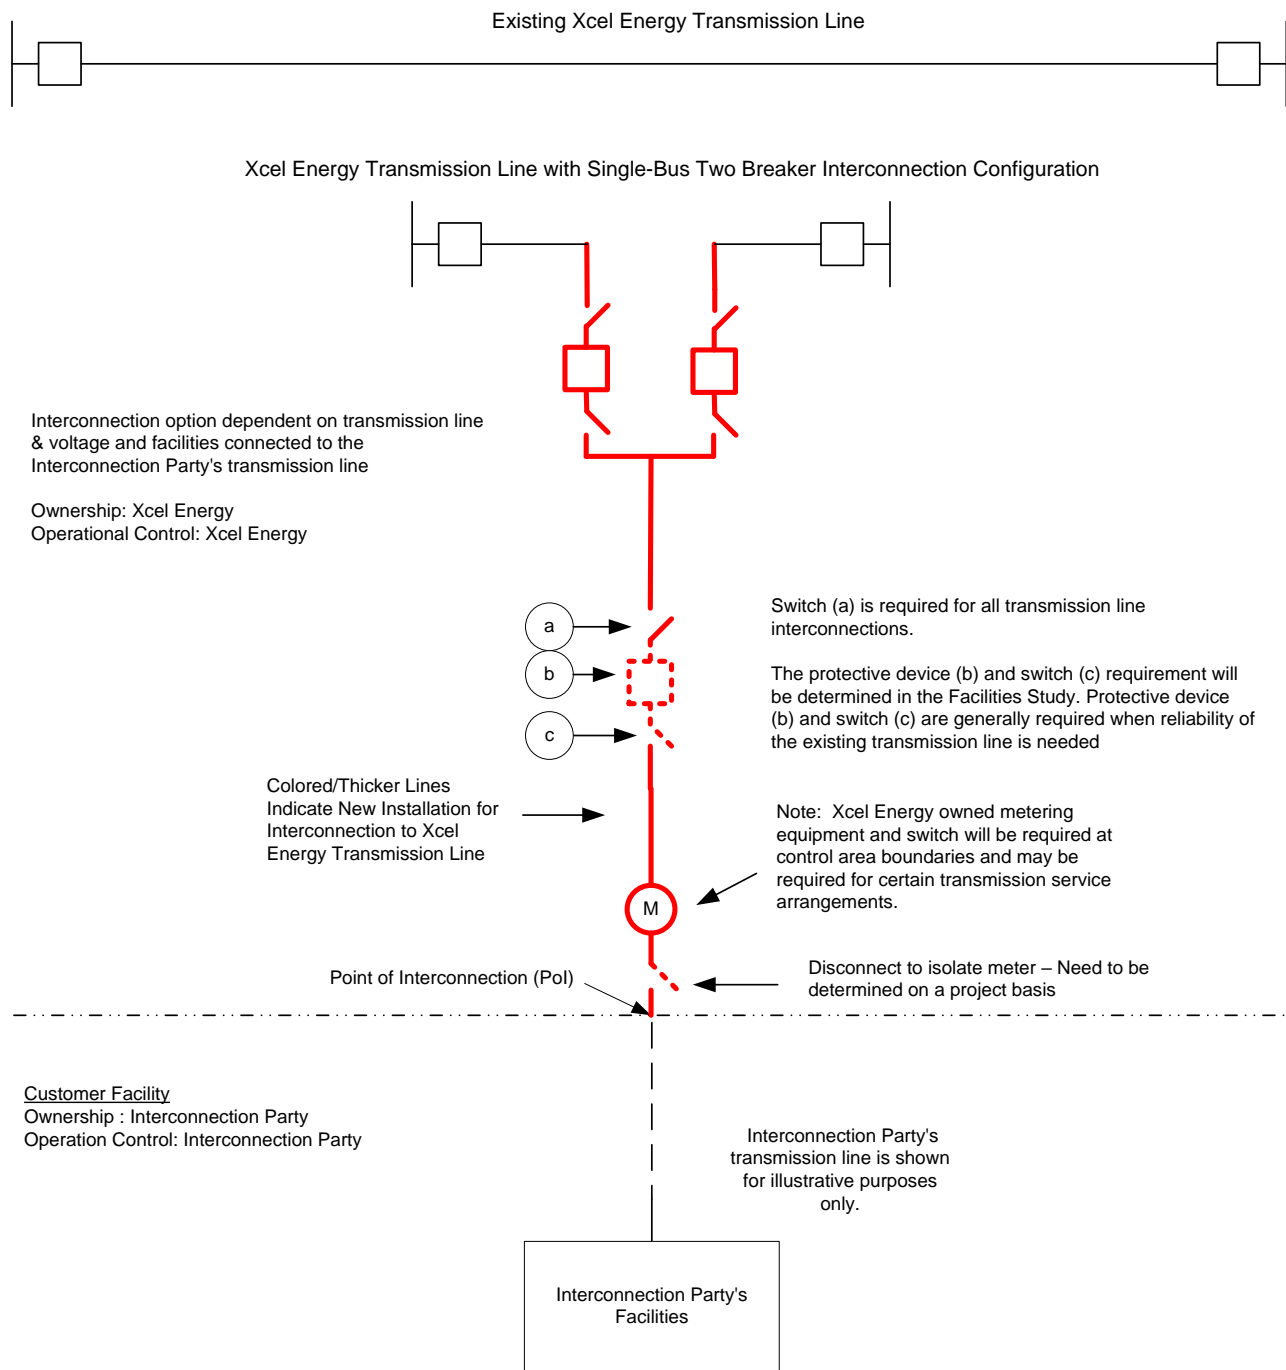 Existing Xcel Energy Transmission Line
Xcel Energy Transmission Line with Single-Bus Two Breaker Interconnection Configuration
Interconnection option dependent on transmission line
& voltage and facilities connected to the
Interconnection Party's transmission line
Ownership: Xcel Energy
Operational Control: Xcel Energy
a
b
c
Switch (a) is required for all transmission line
interconnections.
The protective device (b) and switch (c) requirement will
be determined in the Facilities Study. Protective device
(b) and switch (c) are generally required when reliability of
the existing transmission line is needed
Colored/Thicker Lines
Indicate New Installation for
Interconnection to Xcel
Energy Transmission Line
Note:  Xcel Energy owned metering
equipment and switch will be required at
control area boundaries and may be
required for certain transmission service
arrangements.
M
Point of Interconnection (PoI)
Disconnect to isolate meter – Need to be
determined on a project basis
Customer Facility
Ownership : Interconnection Party
Operation Control: Interconnection Party
Interconnection Party's
transmission line is shown
for illustrative purposes
only.
Interconnection Party's
Facilities